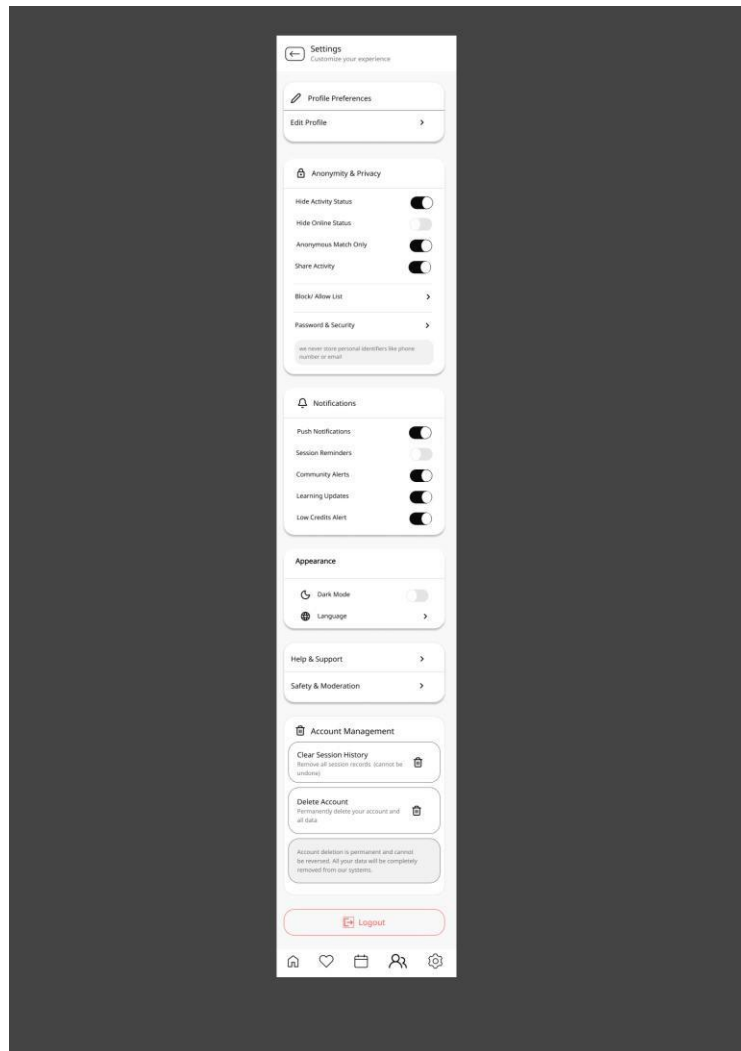 Settings
Customize your experience
Profile Preferences
Edit Profile
Anonymity & Privacy
Hide Activity Status
Hide Online Status
Anonymous Match Only
Share Activity
Block/ Allow List
Password & Security
we never store personal identifiers like phone
number or email
Notifications
Push Notifications
Session Reminders
Community Alerts
Learning Updates
Low Credits Alert
Appearance
Dark Mode
Language
Help & Support
Safety & Moderation
Account Management
Clear Session History
Remove all session records. (cannot be
undone)
Delete Account
Permanently delete your account and
all data
Account deletion is permanent and cannot
be reversed. All your data will be completely
removed from our systems.
Logout